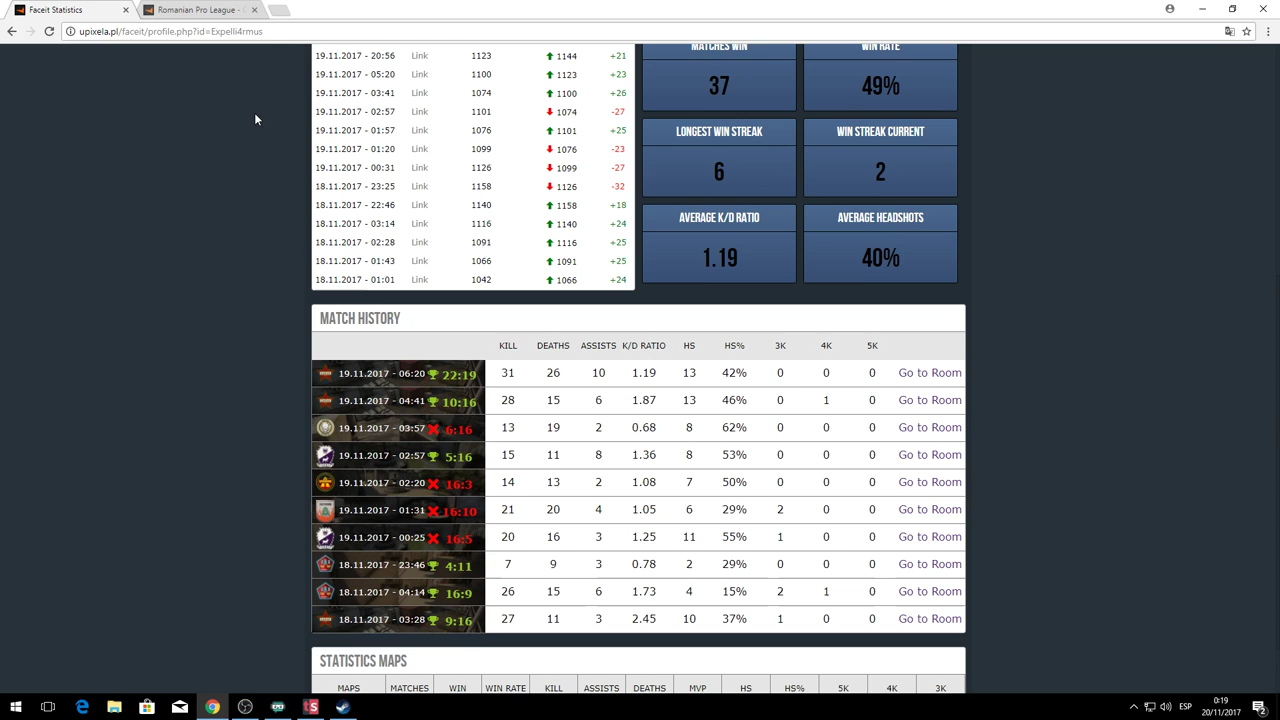 Faceit Statistics
Romanian Pro League - 
upixela.pl/faceit/profile.php?id=Expelli4rmus
19.11.2017 - 20:56 Link 1123 1144 +21
19.11.2017 - 05:20 Link 1100 1123 +23
19.11.2017 - 03:41 Link 1074 1100 +26
19.11.2017 - 02:57 Link 1101 1074 -27
19.11.2017 - 01:57 Link 1076 1101 +25
19.11.2017 - 01:20 Link 1099 1076 -23
19.11.2017 - 00:31 Link 1126 1099 -27
18.11.2017 - 23:25 Link 1158 1126 -32
18.11.2017 - 22:46 Link 1140 1158 +18
18.11.2017 - 03:14 Link 1116 1140 +24
18.11.2017 - 02:28 Link 1091 1116 +25
18.11.2017 - 01:43 Link 1066 1091 +25
18.11.2017 - 01:01 Link 1042 1066 +24
MATCHES WIN WIN RATE
37 49%
LONGEST WIN STREAK WIN STREAK CURRENT
6 2
AVERAGE K/D RATIO AVERAGE HEADSHOTS
1.19 40%
MATCH HISTORY
KILL DEATHS ASSISTS K/D RATIO HS HS% 3K 4K 5K
19.11.2017 - 06:20 22:19 31 26 10 1.19 13 42% 0 0 0 Go to Room
19.11.2017 - 04:41 10:16 28 15 6 1.87 13 46% 0 1 0 Go to Room
19.11.2017 - 03:57 6:16 13 19 2 0.68 8 62% 0 0 0 Go to Room
19.11.2017 - 02:57 5:16 15 11 8 1.36 8 53% 0 0 0 Go to Room
19.11.2017 - 02:20 16:3 14 13 2 1.08 7 50% 0 0 0 Go to Room
19.11.2017 - 01:31 16:10 21 20 4 1.05 6 29% 2 0 0 Go to Room
19.11.2017 - 00:25 16:5 20 16 3 1.25 11 55% 1 0 0 Go to Room
18.11.2017 - 23:46 4:11 7 9 3 0.78 2 29% 0 0 0 Go to Room
18.11.2017 - 04:14 16:9 26 15 6 1.73 4 15% 2 1 0 Go to Room
18.11.2017 - 03:28 9:16 27 11 3 2.45 10 37% 1 0 0 Go to Room
STATISTICS MAPS
MAPS MATCHES WIN WIN RATE KILL ASSISTS DEATHS MVP HS HS% 5K 4K 3K
ESP
0:19
20/11/2017
2